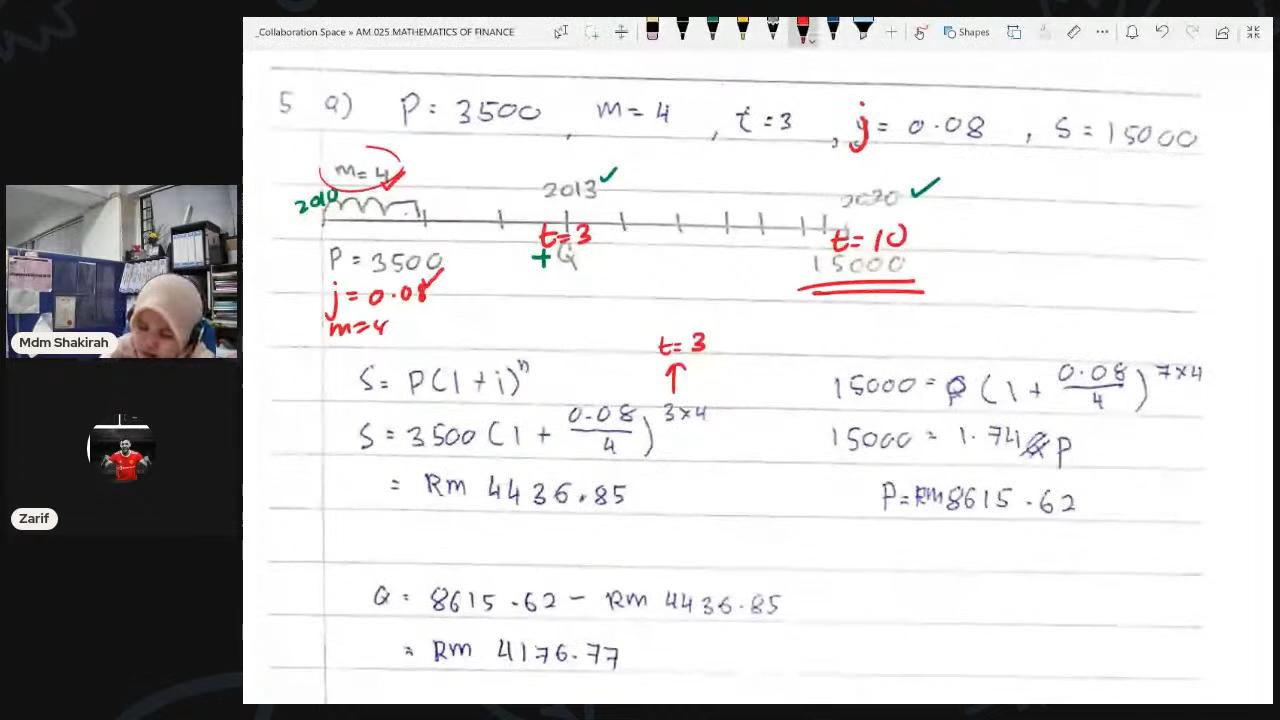 _Collaboration Space » AM 025 MATHEMATICS OF FINANCE
Shapes
5 a) P = 3500 , m = 4 , t = 3 , j = 0.08 , S = 15000
m = 4
2010
2013
2020
t = 3
t = 10
+ Q
15000
P = 3500
j = 0.08
m = 4
t = 3
S = P(1 + i)^n
S = 3500 (1 + 0.08/4)^3×4
= Rm 4436.85
15000 = P (1 + 0.08/4)^7×4
15000 = 1.741 P
P = RM 8615.62
Q = 8615.62 − Rm 4436.85
= Rm 4176.77
Mdm Shakirah
Zarif